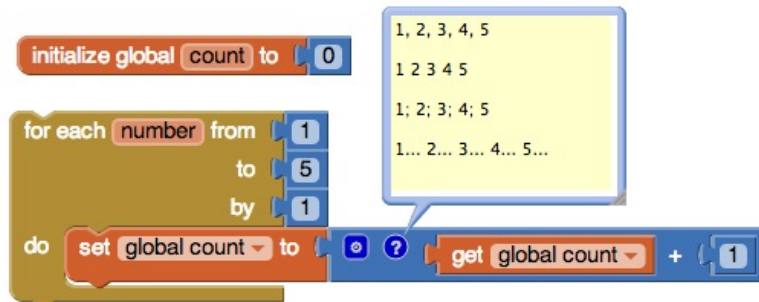 initialize global count to 0
1, 2, 3, 4, 5
1 2 3 4 5
1; 2; 3; 4; 5
1... 2... 3... 4... 5...
for each number from 1
to 5
by 1
do set global count to ? get global count + 1